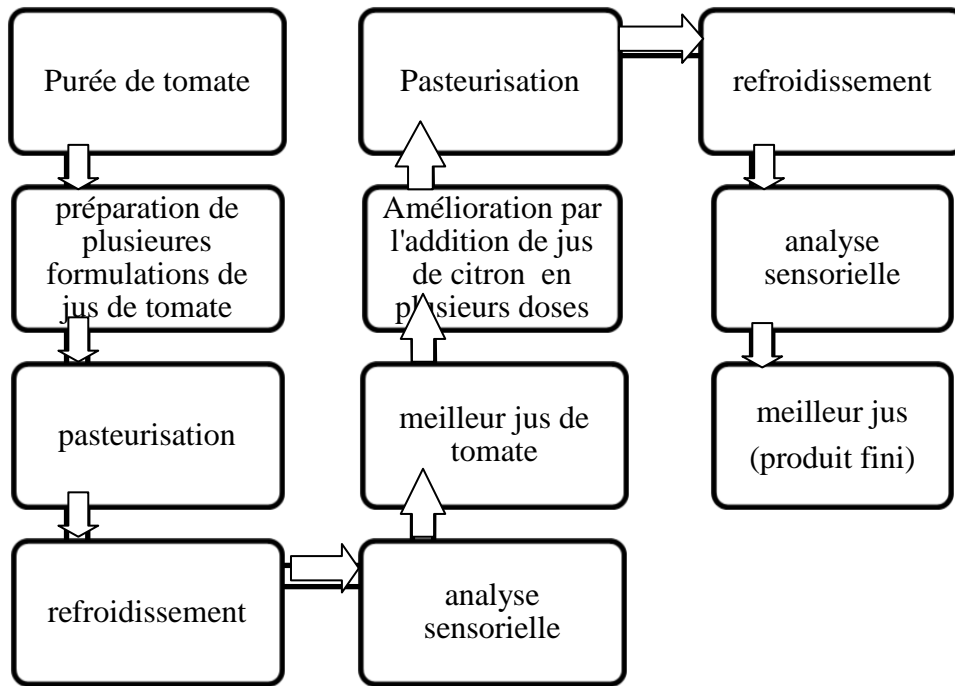 Purée de tomate
préparation de
plusieures
formulations de
jus de tomate
pasteurisation
refroidissement
analyse
sensorielle
meilleur jus de
tomate
Amélioration par
l'addition de jus
de citron en
plusieurs doses
Pasteurisation
refroidissement
analyse
sensorielle
meilleur jus
(produit fini)